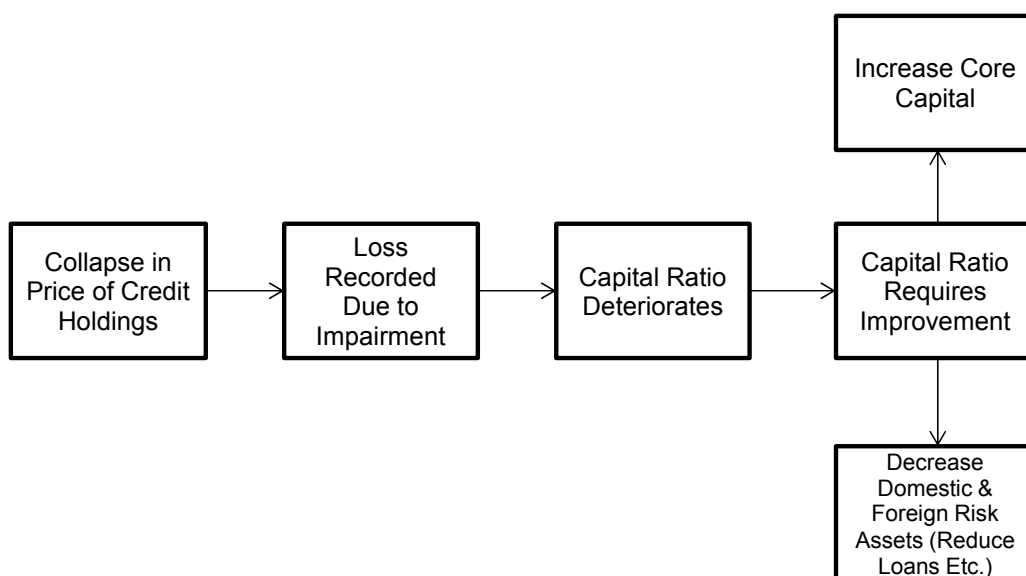 Increase Core
Capital
Collapse in
Price of Credit
Holdings
Loss
Recorded
Due to
Impairment
Capital Ratio
Deteriorates
Capital Ratio
Requires
Improvement
Decrease
Domestic &
Foreign Risk
Assets (Reduce
Loans Etc.)